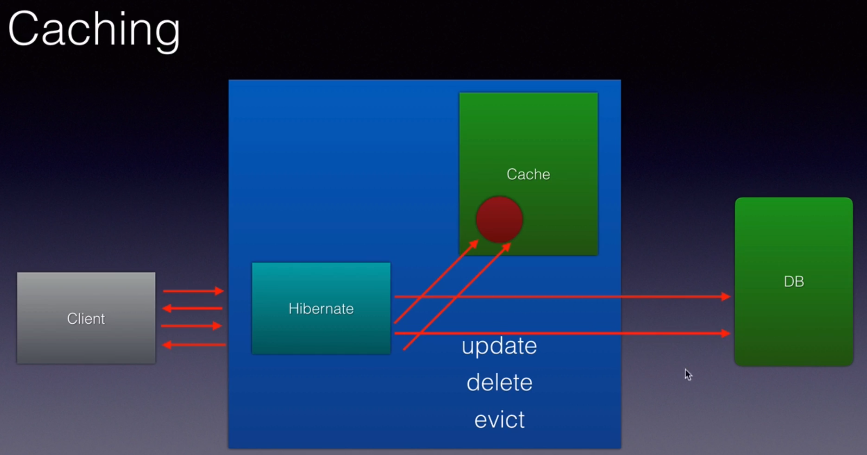 Caching
Cache
Client
Hibernate
DB
update
delete
evict